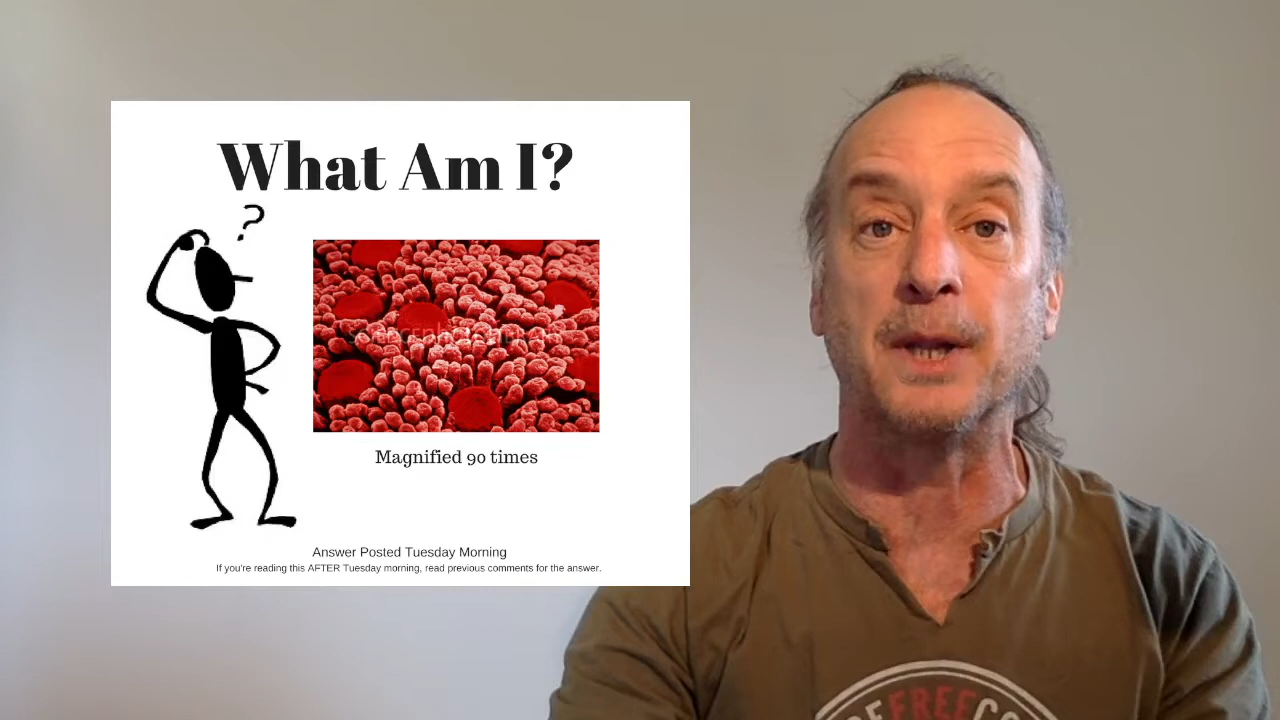 What Am I?
?
Magnified 90 times
Answer Posted Tuesday Morning
If you're reading this AFTER Tuesday morning, read previous comments for the answer.
FREE